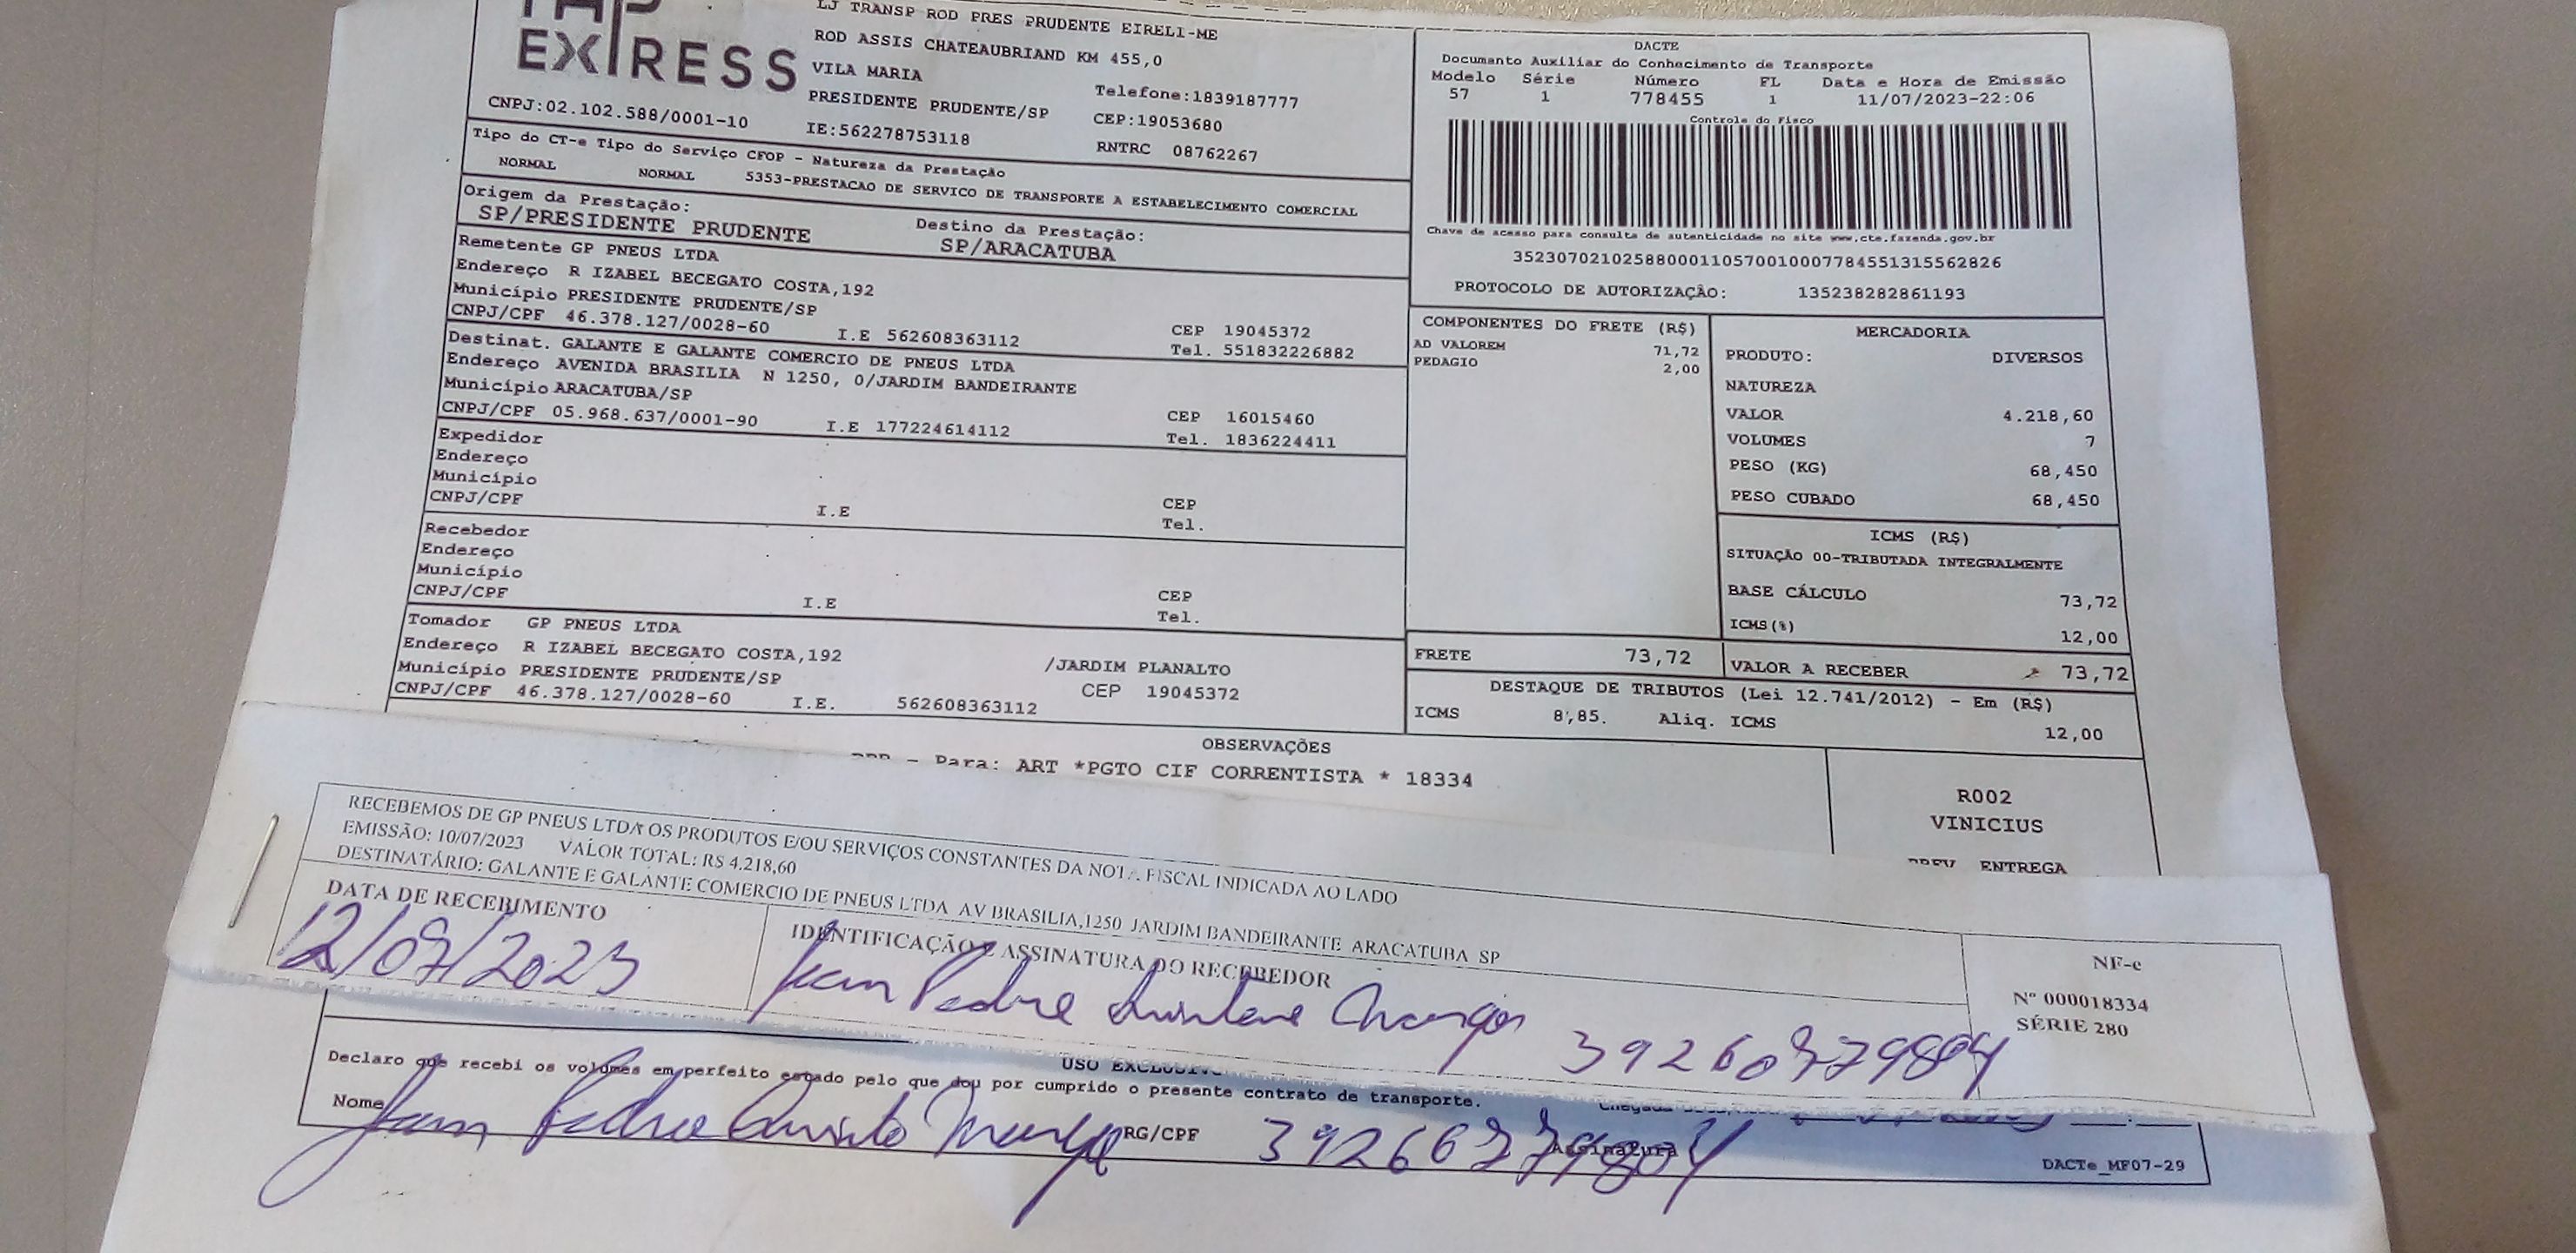 EXPRESS
LJ TRANSP ROD PRES PRUDENTE EIRELI-ME
ROD ASSIS CHATEAUBRIAND KM 455,0
VILA MARIA
Telefone:1839187777
PRESIDENTE PRUDENTE/SP
CEP:19053680
CNPJ:02.102.588/0001-10
IE:562278753118
RNTRC 08762267
Tipo do CT-e Tipo do Serviço CFOP - Natureza da Prestação
NORMAL NORMAL 5353-PRESTACAO DE SERVICO DE TRANSPORTE A ESTABELECIMENTO COMERCIAL
Origem da Prestação: Destino da Prestação:
SP/PRESIDENTE PRUDENTE SP/ARACATUBA
Remetente GP PNEUS LTDA
Endereço R IZABEL BECEGATO COSTA,192
Município PRESIDENTE PRUDENTE/SP CEP 19045372
CNPJ/CPF 46.378.127/0028-60 I.E 562608363112 Tel. 551832226882
Destinat. GALANTE E GALANTE COMERCIO DE PNEUS LTDA
Endereço AVENIDA BRASILIA N 1250, 0/JARDIM BANDEIRANTE
Município ARACATUBA/SP CEP 16015460
CNPJ/CPF 05.968.637/0001-90 I.E 177224614112 Tel. 1836224411
Expedidor
Endereço
Município CEP
CNPJ/CPF I.E Tel.
Recebedor
Endereço
Município CEP
CNPJ/CPF I.E Tel.
Tomador GP PNEUS LTDA
Endereço R IZABEL BECEGATO COSTA,192 /JARDIM PLANALTO
Município PRESIDENTE PRUDENTE/SP CEP 19045372
CNPJ/CPF 46.378.127/0028-60 I.E. 562608363112
DACTE
Documanto Auxiliar do Conhecimento de Transporte
Modelo Série Número FL Data e Hora de Emissão
57 1 778455 1 11/07/2023-22:06
Controle do Fisco
Chave de acesso para consulta de autenticidade no site www.cte.fazenda.gov.br
35230702102588000110570010007784551315562826
PROTOCOLO DE AUTORIZAÇÃO: 135238282861193
COMPONENTES DO FRETE (R$)
AD VALOREM 71,72
PEDAGIO 2,00
MERCADORIA
PRODUTO: DIVERSOS
NATUREZA
VALOR 4.218,60
VOLUMES 7
PESO (KG) 68,450
PESO CUBADO 68,450
ICMS (R$)
SITUAÇÃO 00-TRIBUTADA INTEGRALMENTE
BASE CÁLCULO 73,72
ICMS(%) 12,00
FRETE 73,72 VALOR A RECEBER 73,72
DESTAQUE DE TRIBUTOS (Lei 12.741/2012) - Em (R$)
ICMS 8,85. Aliq. ICMS 12,00
OBSERVAÇÕES
- Para: ART *PGTO CIF CORRENTISTA * 18334
R002
VINICIUS
PREV ENTREGA
RECEBEMOS DE GP PNEUS LTDA OS PRODUTOS E/OU SERVIÇOS CONSTANTES DA NOTA FISCAL INDICADA AO LADO
EMISSÃO: 10/07/2023 VALOR TOTAL: R$ 4.218,60
DESTINATÁRIO: GALANTE E GALANTE COMERCIO DE PNEUS LTDA AV BRASILIA,1250 JARDIM BANDEIRANTE ARACATUBA SP
DATA DE RECEBIMENTO IDENTIFICAÇÃO E ASSINATURA DO RECEBEDOR
12/07/2023 Pedro
NF-e
Nº 000018334
SÉRIE 280
39260779804
USO EXCLUSIV
Declaro que recebi os volumes em perfeito estado pelo que dou por cumprido o presente contrato de transporte.
Nome Pedro RG/CPF Assinatura
DACTe_MF07-29